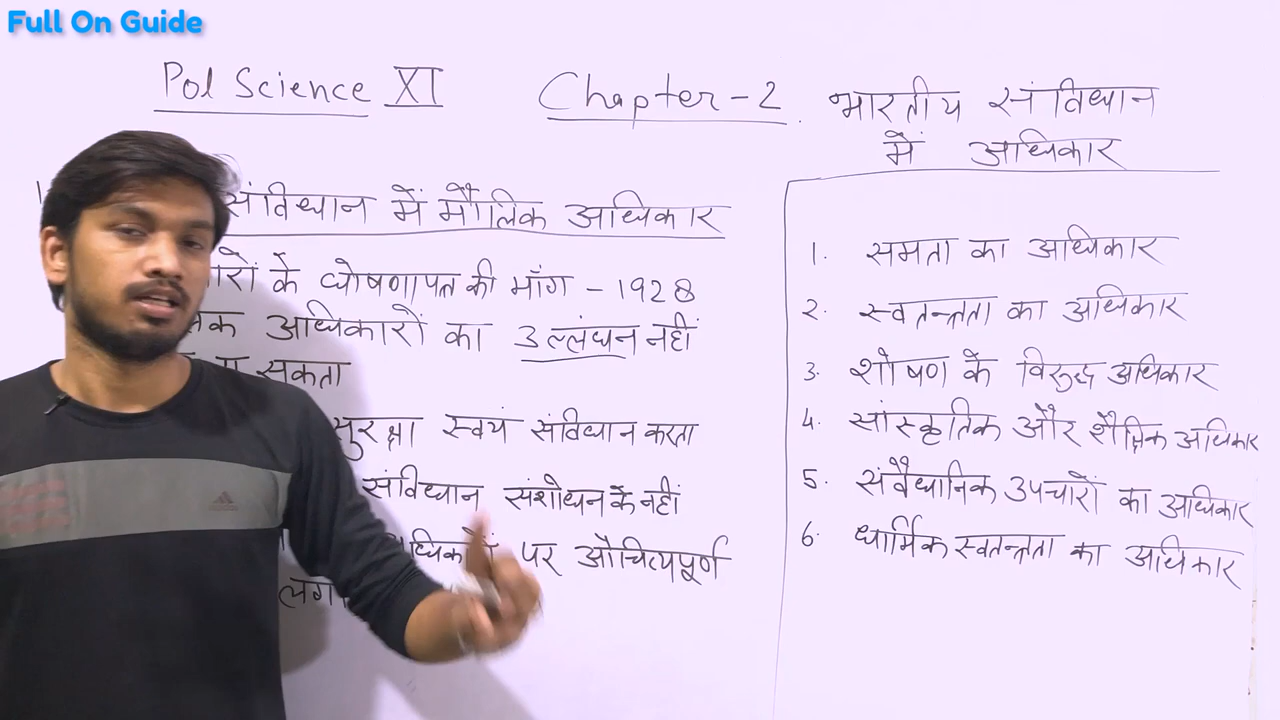 Full On Guide
Pol Science XI
Chapter-2. भारतीय संविधान
में अधिकार
संविधान में मौलिक अधिकार
के घोषणापत्र की माँग - 1928
अधिकारों का उल्लंघन नहीं
सकता
सुरक्षा स्वयं संविधान करता
संविधान संशोधन के नहीं
पर औचित्यपूर्ण
1. समता का अधिकार
2. स्वतन्त्रता का अधिकार
3. शोषण के विरुद्ध अधिकार
4. सांस्कृतिक और शैक्षिक अधिकार
5. संवैधानिक उपचारों का अधिकार
6. धार्मिक स्वतन्त्रता का अधिकार